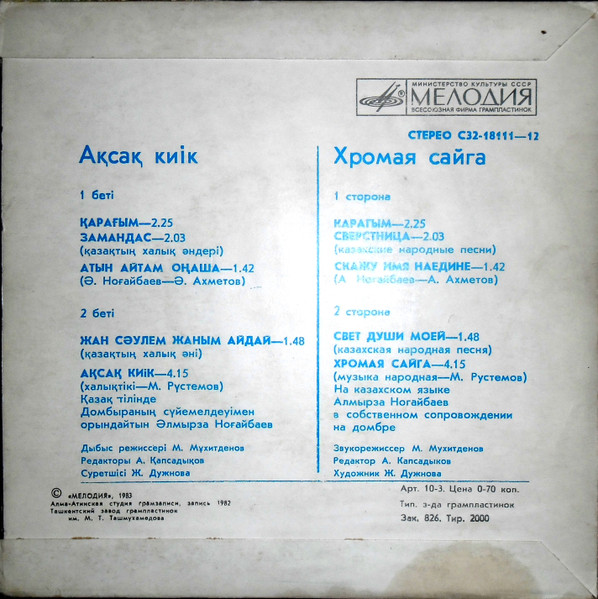 МИНИСТЕРСТВО КУЛЬТУРЫ СССР
МЕЛОДИЯ
ВСЕСОЮЗНАЯ ФИРМА ГРАМПЛАСТИНОК
СТЕРЕО С32-18111—12
Ақсақ киік
1 беті
ҚАРАҒЫМ—2.25
ЗАМАНДАС—2.03
(қазақтың халық әндері)
АТЫН АЙТАМ ОҢАША—1.42
(Ә. Ноғайбаев—Ә. Ахметов)
2 беті
ЖАН СӘУЛЕМ ЖАНЫМ АЙДАЙ—1.48
(қазақтың халық әні)
АҚСАҚ КИІК—4.15
(халықтікі—М. Рүстемов)
Қазақ тілінде
Домбыраның сүйемелдеуімен
орындайтын Әлмырза Ноғайбаев
Дыбыс режиссері М. Мұхитденов
Редакторы А. Қапсадықов
Суретшісі Ж. Дужнова
Хромая сайга
1 сторона
КАРАГЫМ—2.25
СВЕРСТНИЦА—2.03
(казахские народные песни)
СКАЖУ ИМЯ НАЕДИНЕ—1.42
(А. Ногайбаев—А. Ахметов)
2 сторона
СВЕТ ДУШИ МОЕЙ—1.48
(казахская народная песня)
ХРОМАЯ САЙГА—4.15
(музыка народная—М. Рустемов)
На казахском языке
Алмырза Ногайбаев
в собственном сопровождении
на домбре
Звукорежиссер М. Мухитденов
Редактор А. Капсадыков
Художник Ж. Дужнова
© «МЕЛОДИЯ», 1983
Алма-Атинская студия грамзаписи, запись 1982
Ташкентский завод грампластинок
им. М. Т. Ташмухамедова
Арт. 10-3. Цена 0-70 коп.
Тип. з-да грампластинок
Зак. 826. Тир. 2000